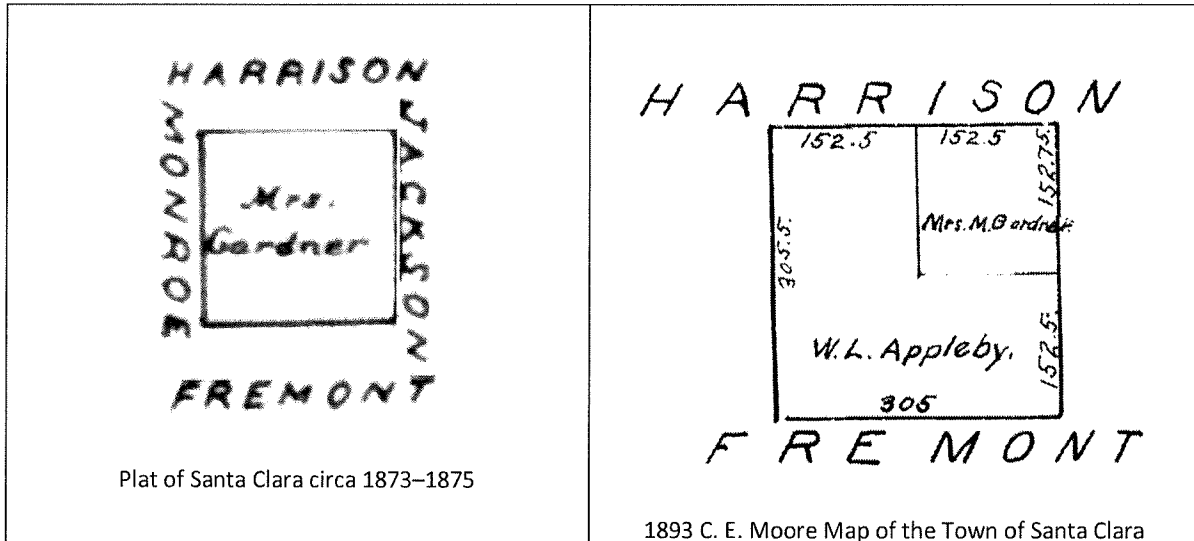 HARRISON
MONROE
JACKSON
Mrs.
Gardner
FREMONT
Plat of Santa Clara circa 1873–1875
HARRISON
152.5 152.5
152.75.
305.5.
Mrs. M. Gardner.
W. L. Appleby.
152.5.
305
FREMONT
1893 C. E. Moore Map of the Town of Santa Clara